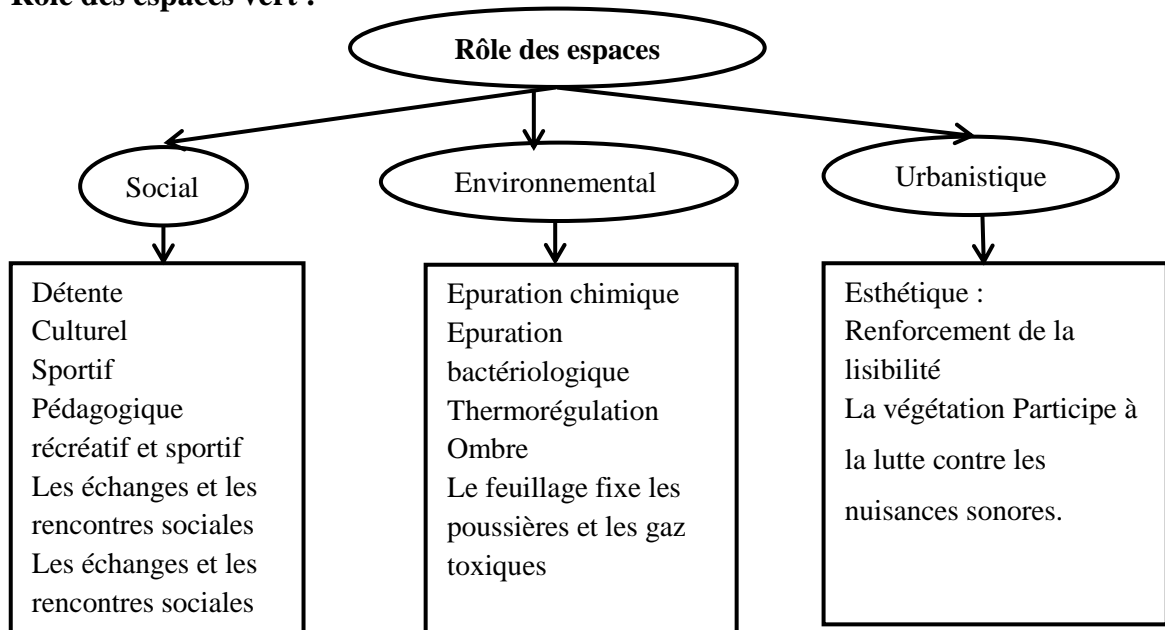 Rôle des espaces vert :
Rôle des espaces
Social
Environnemental
Urbanistique
Détente
Culturel
Sportif
Pédagogique
récréatif et sportif
Les échanges et les
rencontres sociales
Les échanges et les
rencontres sociales
Epuration chimique
Epuration
bactériologique
Thermorégulation
Ombre
Le feuillage fixe les
poussières et les gaz
toxiques
Esthétique :
Renforcement de la
lisibilité
La végétation Participe à
la lutte contre les
nuisances sonores.